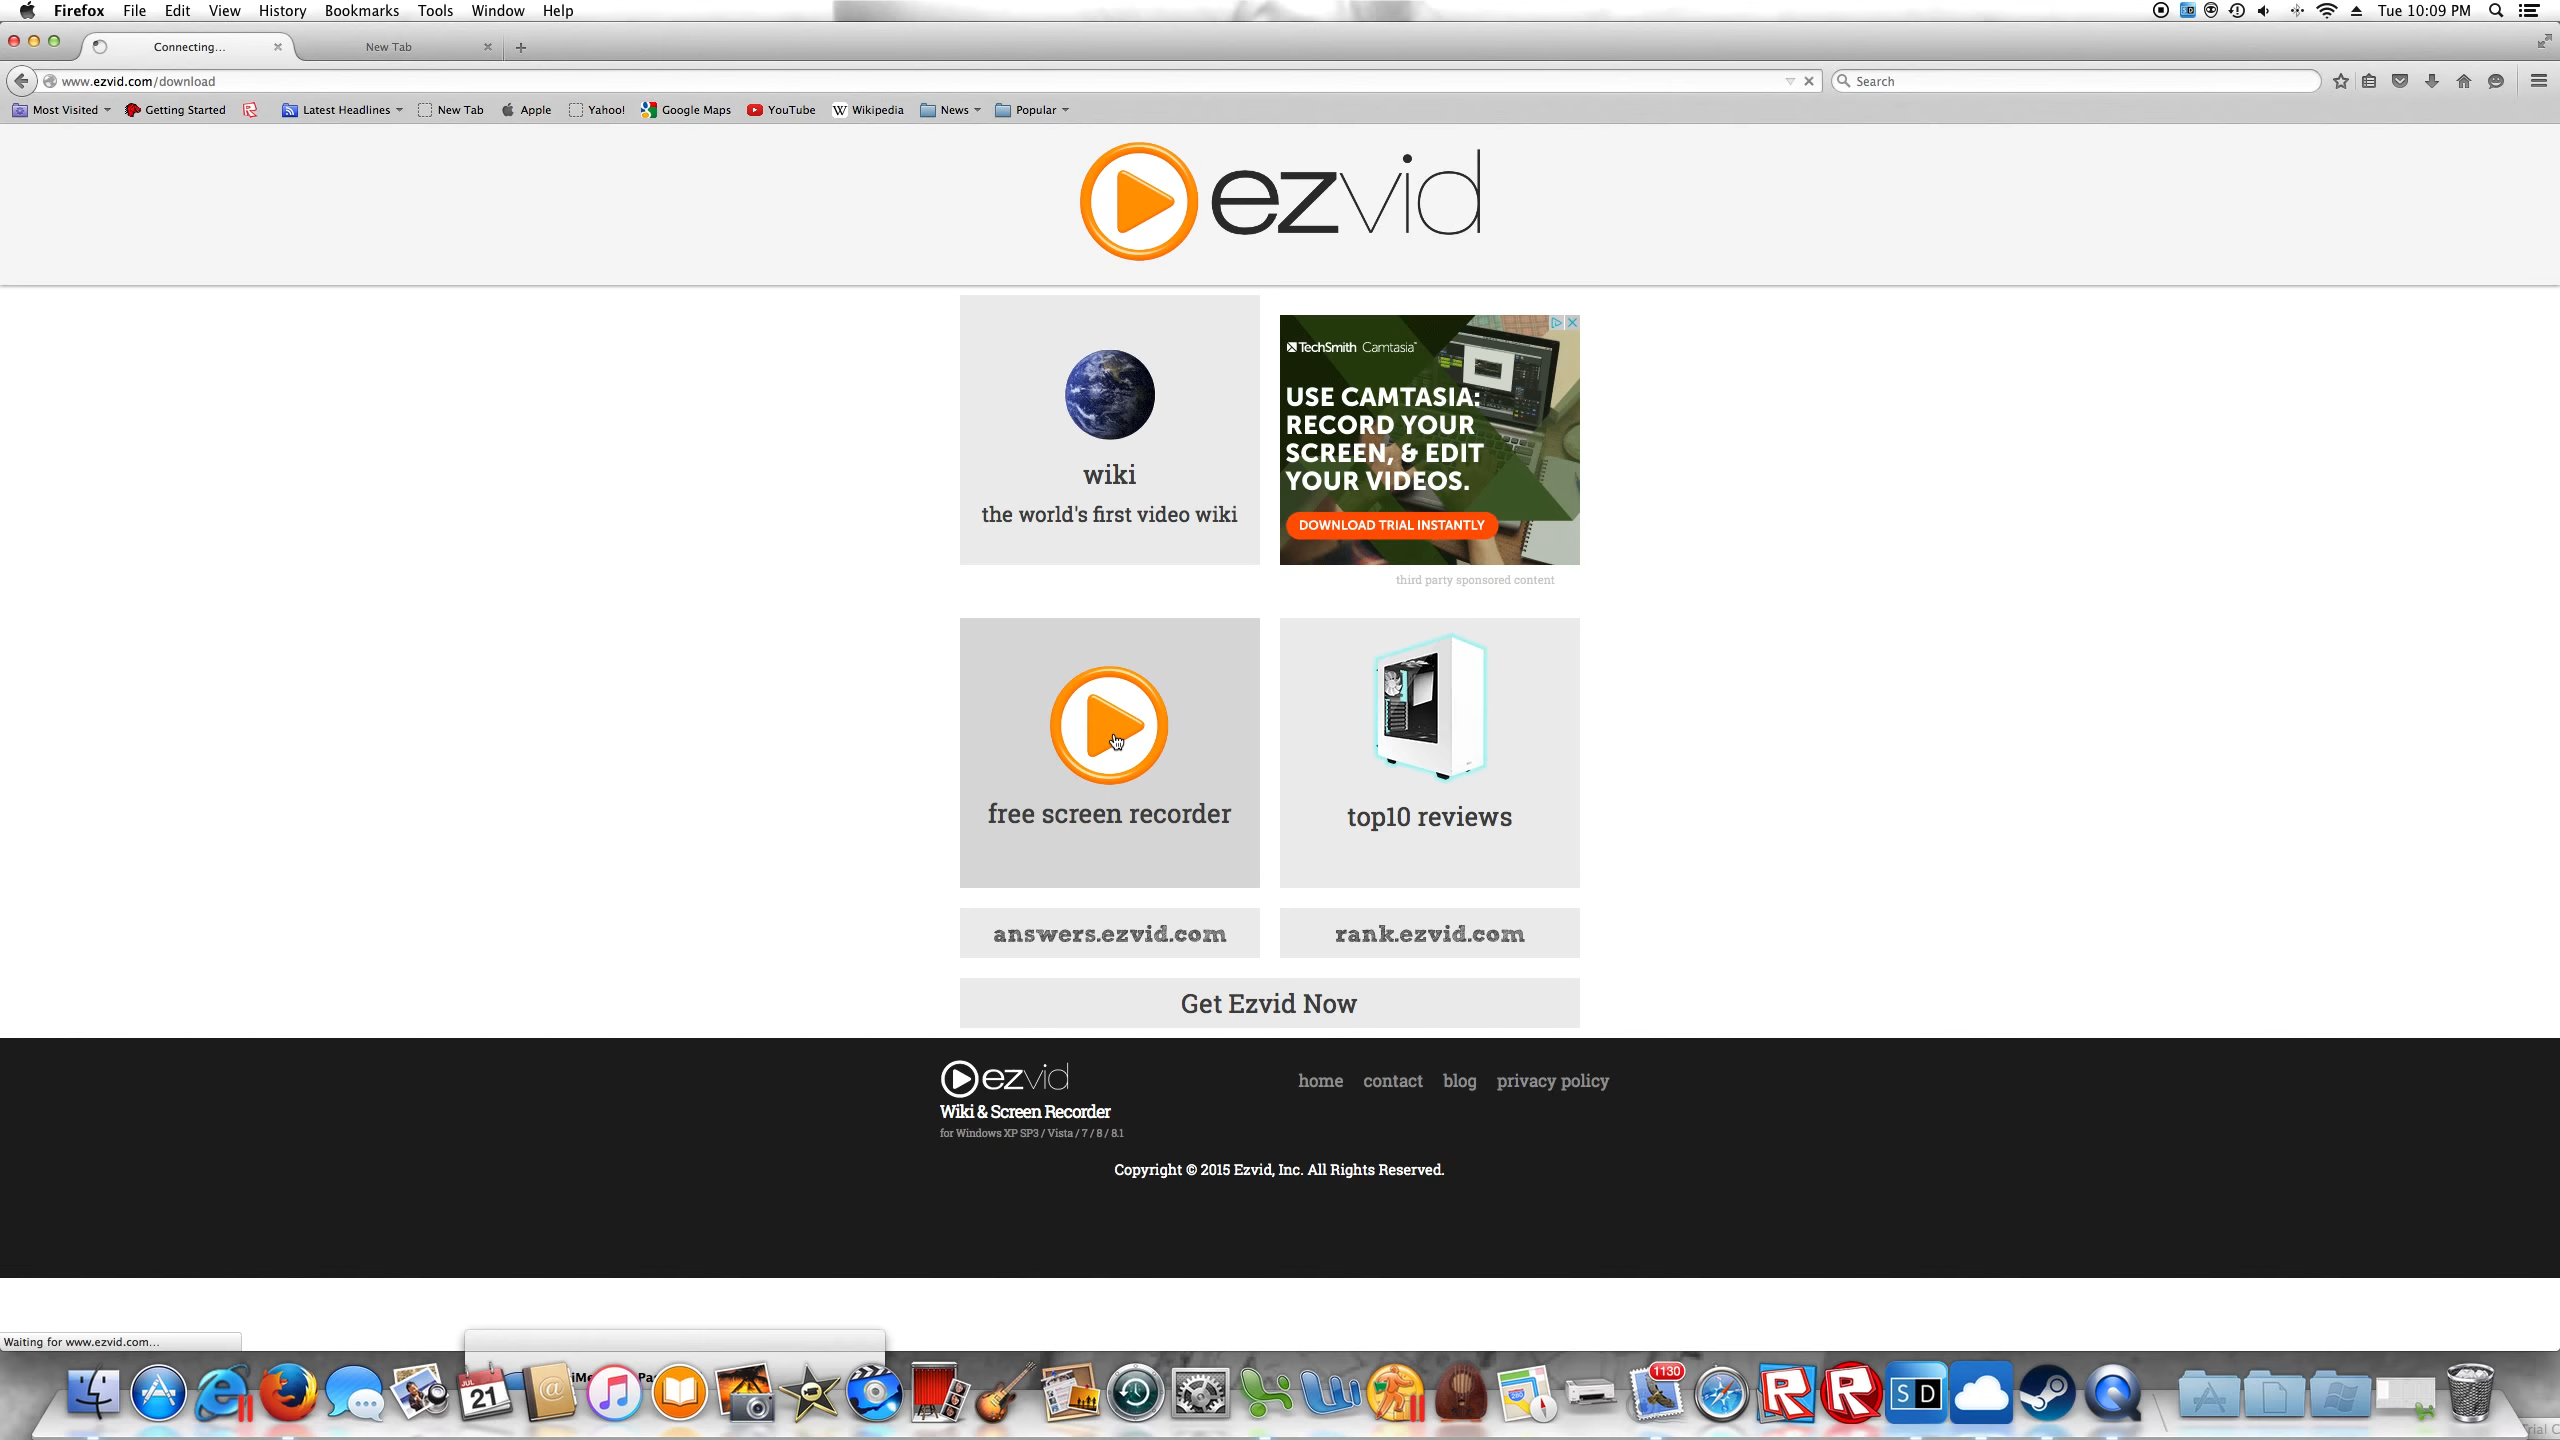 Firefox File Edit View History Bookmarks Tools Window Help
Tue 10:09 PM
Connecting...
New Tab
www.ezvid.com/download
Search
Most Visited
Getting Started
Latest Headlines
New Tab
Apple
Yahoo!
Google Maps
YouTube
Wikipedia
News
Popular
ezvid
wiki
the world's first video wiki
TechSmith Camtasia
USE CAMTASIA:
RECORD YOUR
SCREEN, & EDIT
YOUR VIDEOS.
DOWNLOAD TRIAL INSTANTLY
third party sponsored content
free screen recorder
top10 reviews
answers.ezvid.com
rank.ezvid.com
Get Ezvid Now
ezvid
home contact blog privacy policy
Wiki & Screen Recorder
for Windows XP SP3 / Vista / 7 / 8 / 8.1
Copyright © 2015 Ezvid, Inc. All Rights Reserved.
Waiting for www.ezvid.com...
JUL
21
1130
280
S D